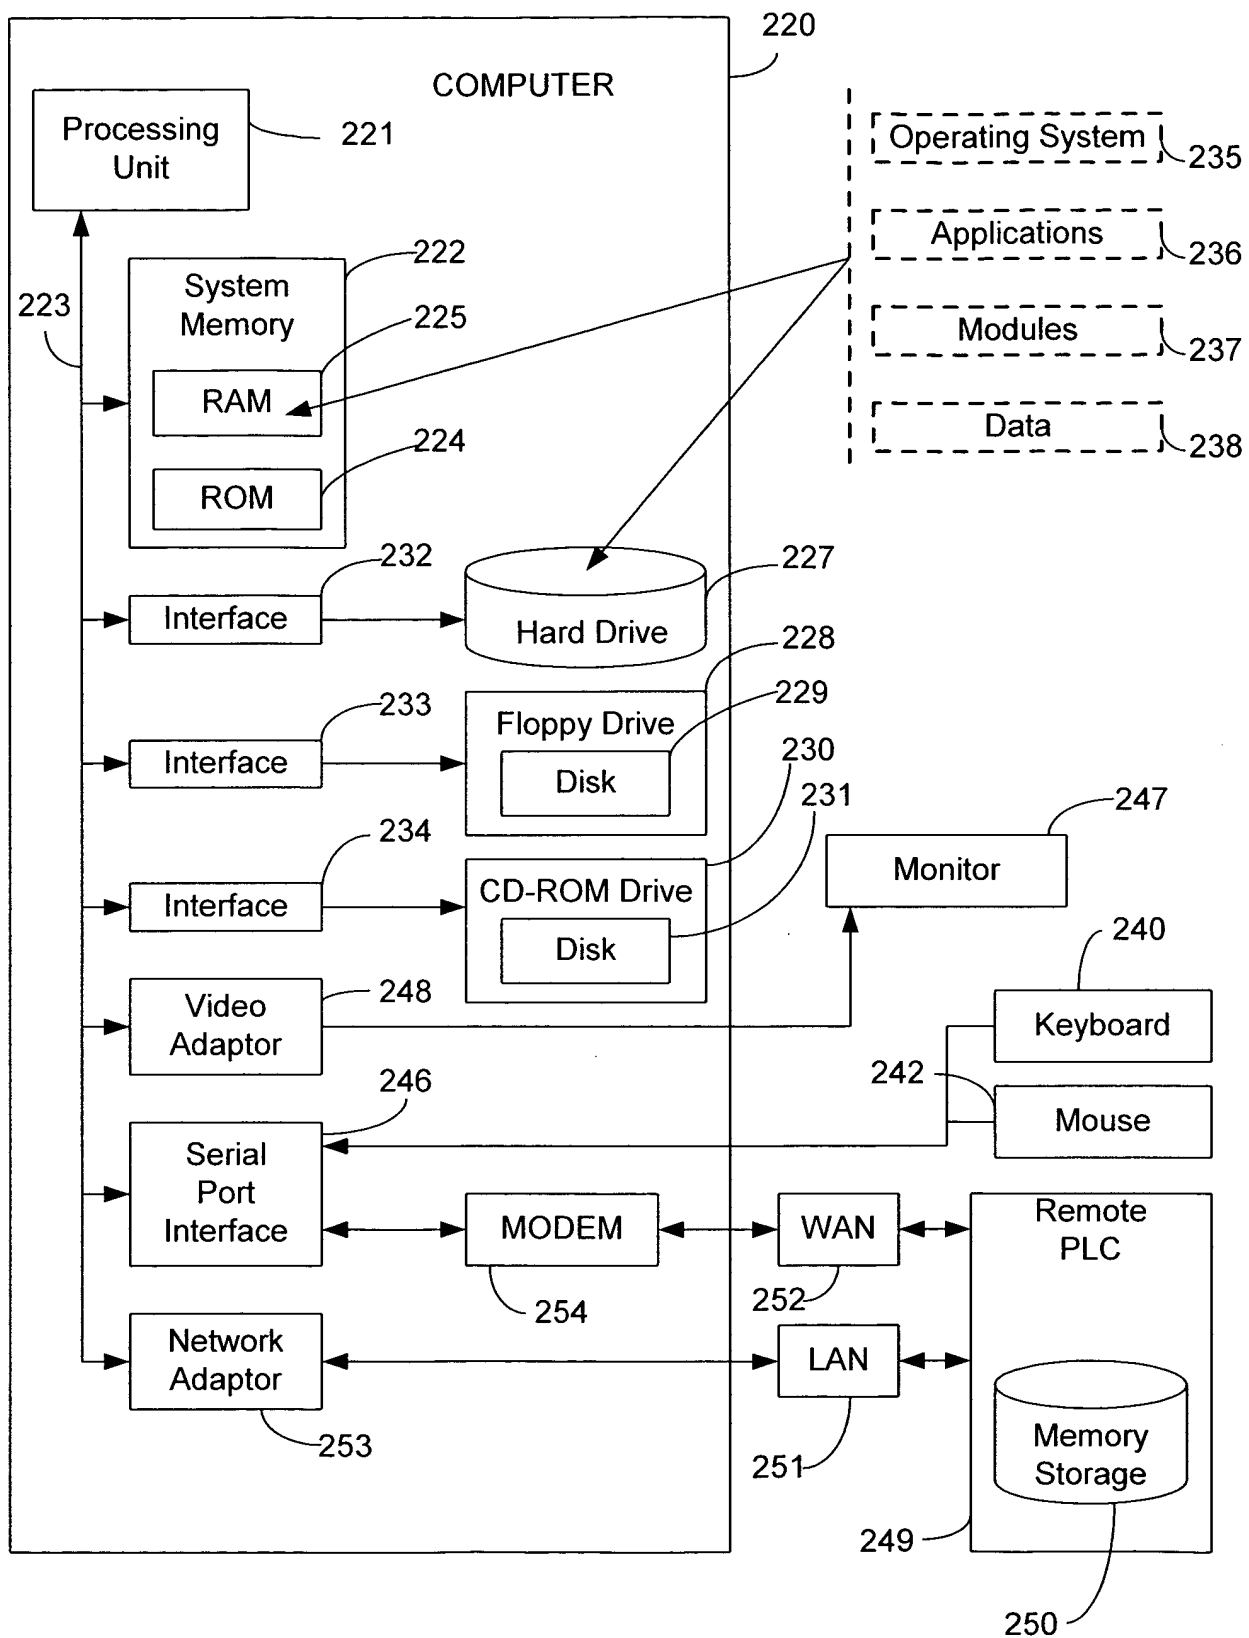 220
COMPUTER
Processing
Unit
221
Operating System
235
Applications
236
222
System
Memory
223
225
Modules
237
RAM
Data
238
224
ROM
232
227
Interface
Hard Drive
228
229
233
Floppy Drive
230
Interface
Disk
231
247
234
Monitor
CD-ROM Drive
Interface
240
Disk
248
Video
Adaptor
Keyboard
242
246
Mouse
Serial
Port
Interface
MODEM
WAN
Remote
PLC
254
252
Network
Adaptor
LAN
253
251
Memory
Storage
249
250